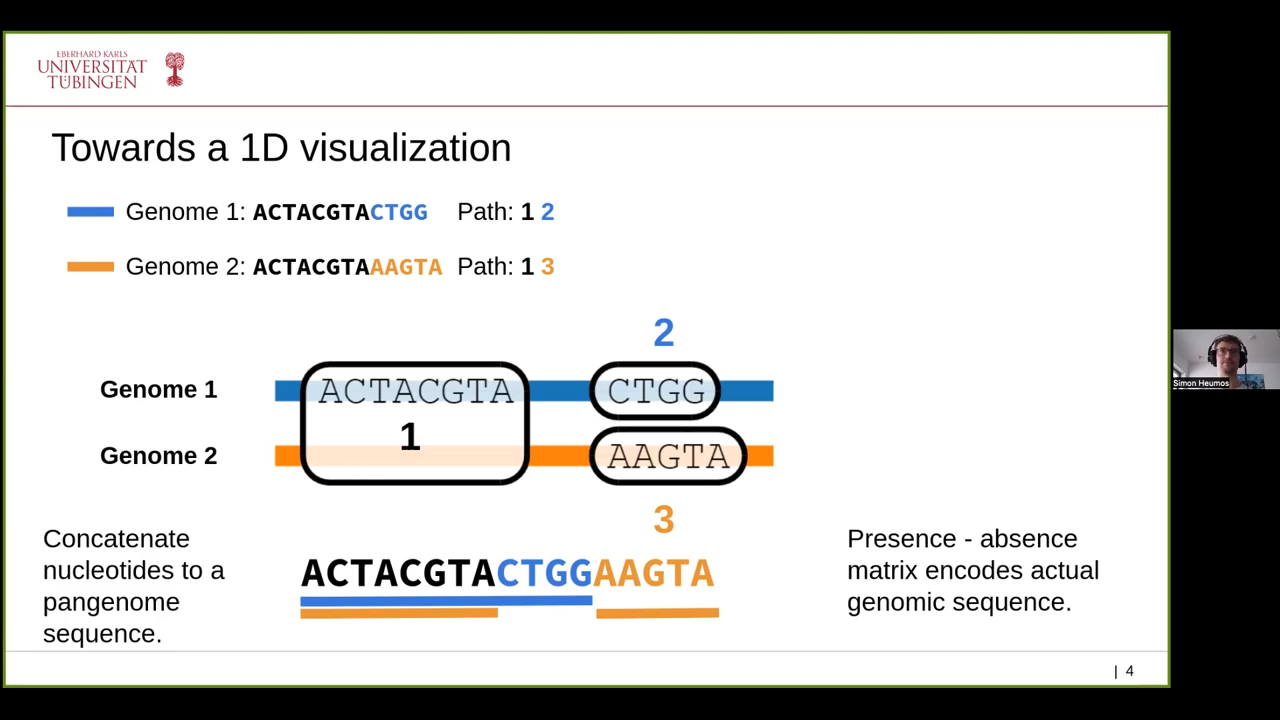 EBERHARD KARLS
UNIVERSITÄT
TÜBINGEN
Towards a 1D visualization
Genome 1: ACTACGTACTGG Path: 1 2
Genome 2: ACTACGTAAAGTA Path: 1 3
2
Genome 1 ACTACGTA CTGG
1
Genome 2 AAGTA
3
Concatenate
nucleotides to a
pangenome
sequence.
ACTACGTACTGGAAGTA
Presence - absence
matrix encodes actual
genomic sequence.
| 4
Simon Heumos